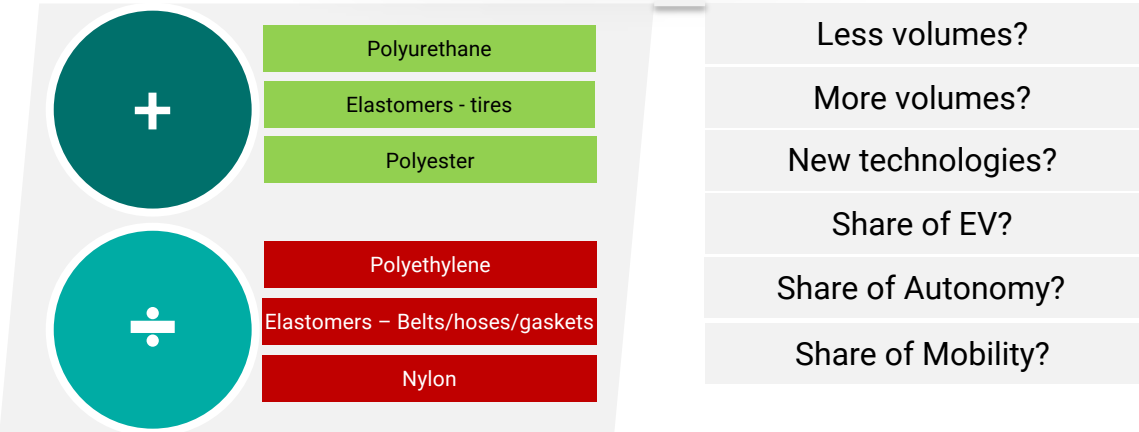 +
Polyurethane
Elastomers - tires
Polyester
÷
Polyethylene
Elastomers – Belts/hoses/gaskets
Nylon
Less volumes?
More volumes?
New technologies?
Share of EV?
Share of Autonomy?
Share of Mobility?